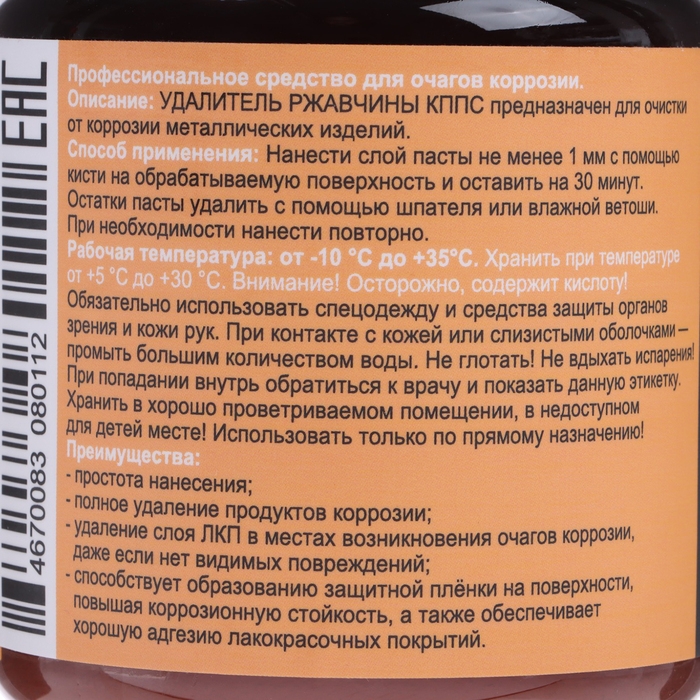 EAC
4670083 080112
Профессиональное средство для очагов коррозии.
Описание: УДАЛИТЕЛЬ РЖАВЧИНЫ КППС предназначен для очистки
от коррозии металлических изделий.
Способ применения: Нанести слой пасты не менее 1 мм с помощью
кисти на обрабатываемую поверхность и оставить на 30 минут.
Остатки пасты удалить с помощью шпателя или влажной ветоши.
При необходимости нанести повторно.
Рабочая температура: от -10 °C до +35°C. Хранить при температуре
от +5 °C до +30 °C. Внимание! Осторожно, содержит кислоту!
Обязательно использовать спецодежду и средства защиты органов
зрения и кожи рук. При контакте с кожей или слизистыми оболочками –
промыть большим количеством воды. Не глотать! Не вдыхать испарения!
При попадании внутрь обратиться к врачу и показать данную этикетку.
Хранить в хорошо проветриваемом помещении, в недоступном
для детей месте! Использовать только по прямому назначению!
Преимущества:
- простота нанесения;
- полное удаление продуктов коррозии;
- удаление слоя ЛКП в местах возникновения очагов коррозии,
даже если нет видимых повреждений;
- способствует образованию защитной плёнки на поверхности,
повышая коррозионную стойкость, а также обеспечивает
хорошую адгезию лакокрасочных покрытий.